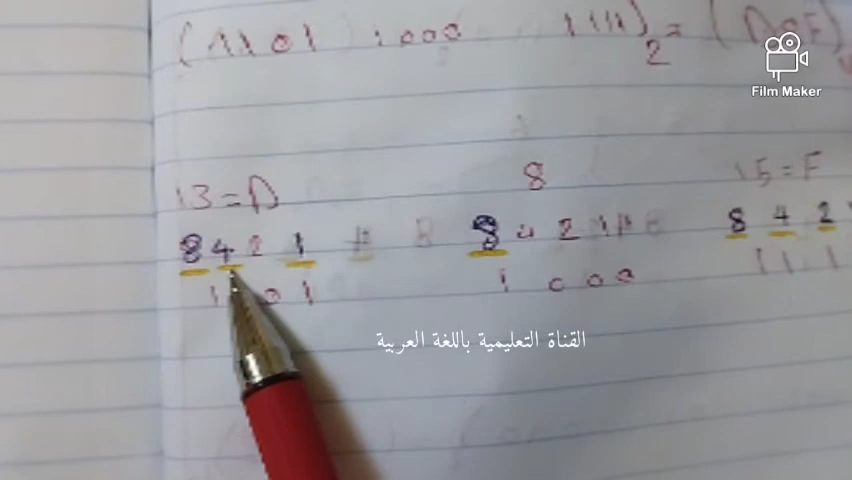 (1101 1000 1111)₂ = (D8F)
Film Maker
13 = D 8 15 = F
8 4 2 1 8 4 2 1 8 4 2
1 0 1 1 0 0 0 1 1 1
القناة التعليمية باللغة العربية